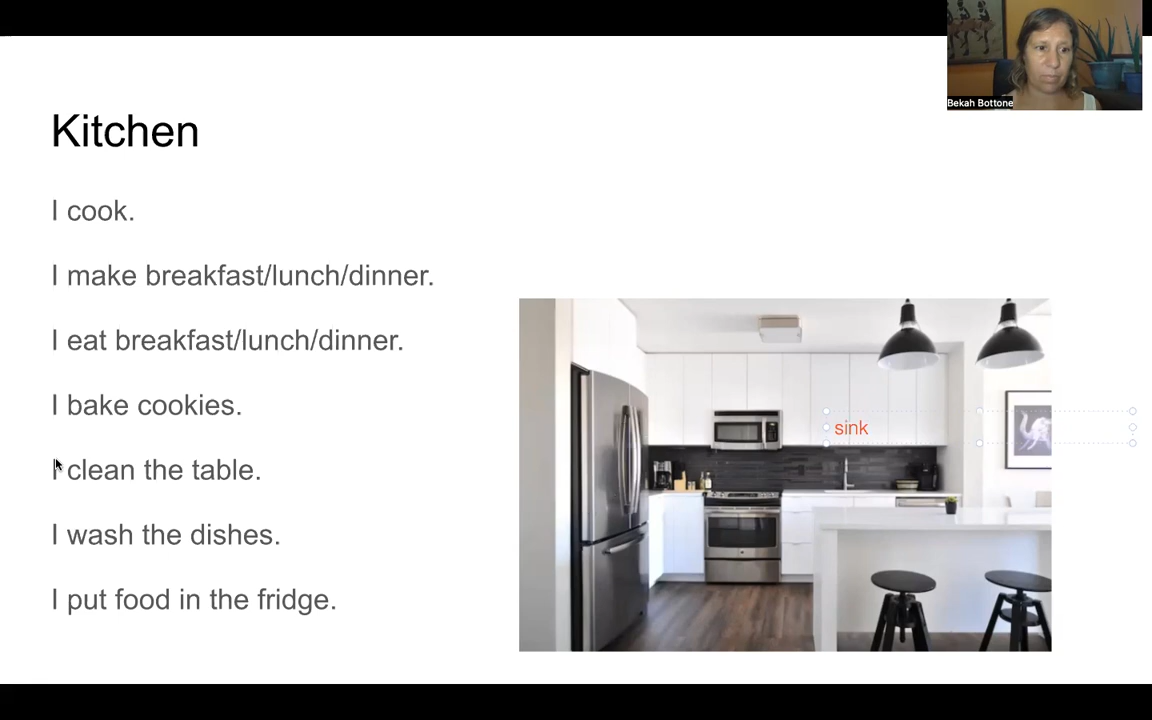 Bekah Bottone
Kitchen
I cook.
I make breakfast/lunch/dinner.
I eat breakfast/lunch/dinner.
I bake cookies.
I clean the table.
I wash the dishes.
I put food in the fridge.
sink